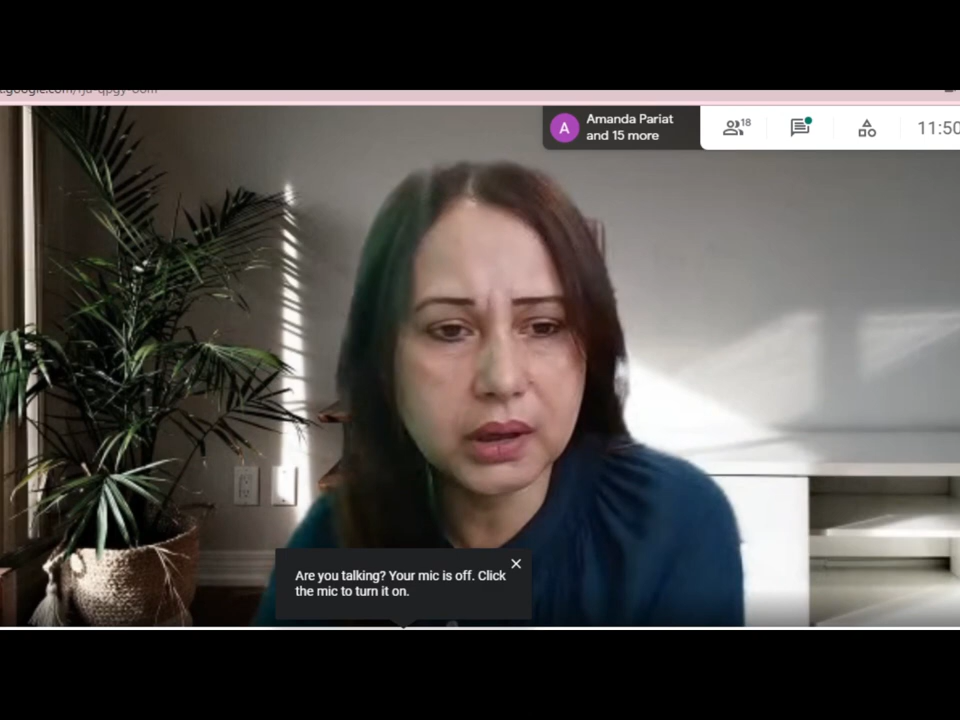 Amanda Pariat
and 15 more
18
11:50
A
Are you talking? Your mic is off. Click
the mic to turn it on.